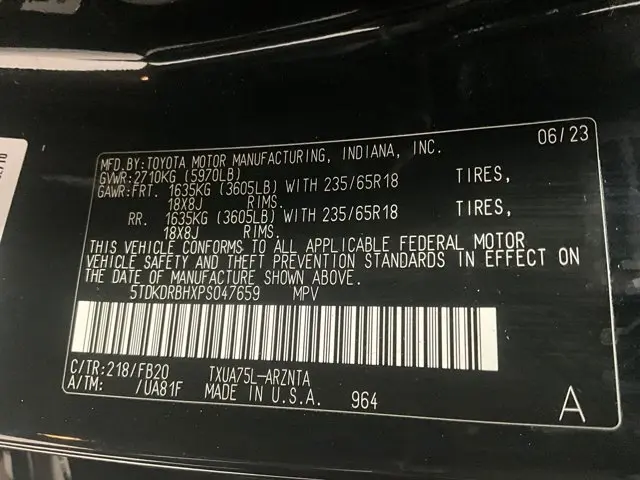 MFD.BY:TOYOTA MOTOR MANUFACTURING, INDIANA, INC. 06/23
GVWR:2710KG (5970LB)
GAWR:FRT. 1635KG (3605LB) WITH 235/65R18 TIRES,
18X8J RIMS.
RR. 1635KG (3605LB) WITH 235/65R18 TIRES,
18X8J RIMS.
THIS VEHICLE CONFORMS TO ALL APPLICABLE FEDERAL MOTOR
VEHICLE SAFETY AND THEFT PREVENTION STANDARDS IN EFFECT ON
THE DATE OF MANUFACTURE SHOWN ABOVE.
5TDKDRBHXPS047659 MPV
C/TR:218/FB20 TXUA75L-ARZNTA
A/TM: /UA81F MADE IN U.S.A. 964
A